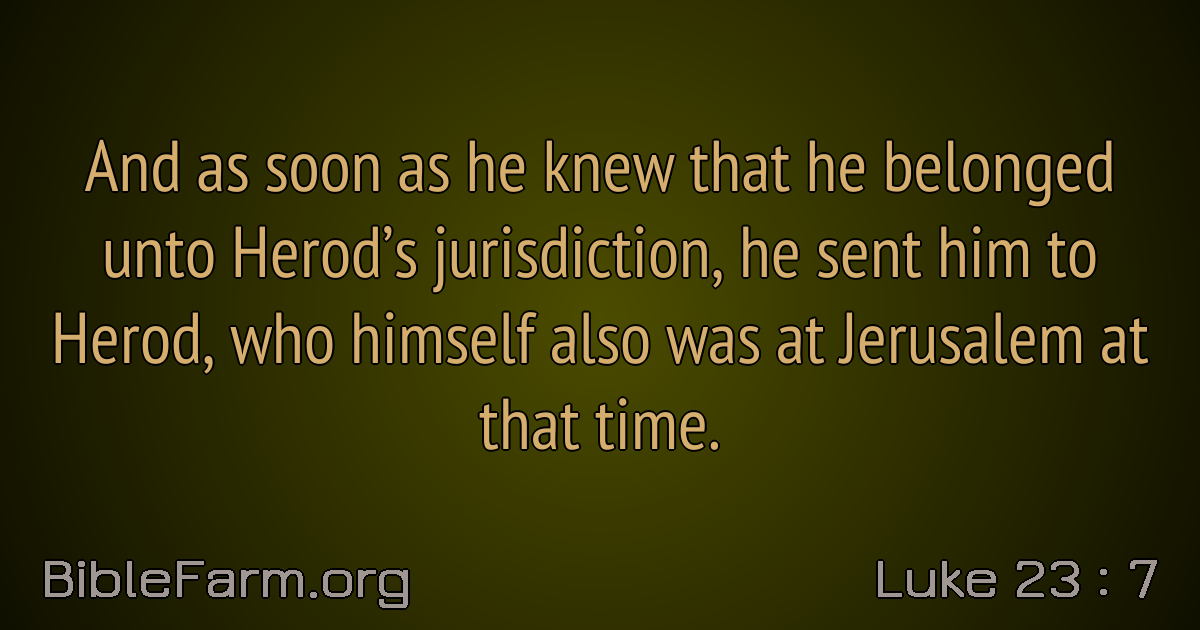 And as soon as he knew that he belonged
unto Herod’s jurisdiction, he sent him to
Herod, who himself also was at Jerusalem at
that time.
BibleFarm.org
Luke 23 : 7